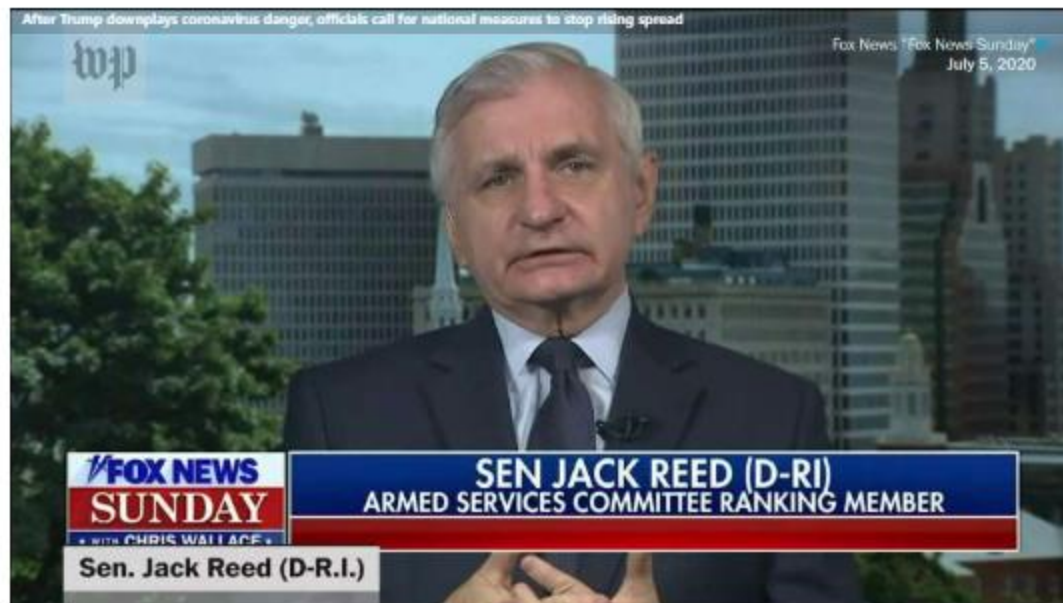 After Trump downplays coronavirus danger, officials call for national measures to stop rising spread
wp
Fox News "Fox News Sunday"
July 5, 2020
FOX NEWS
SUNDAY
• WITH CHRIS WALLACE •
SEN JACK REED (D-RI)
ARMED SERVICES COMMITTEE RANKING MEMBER
Sen. Jack Reed (D-R.I.)